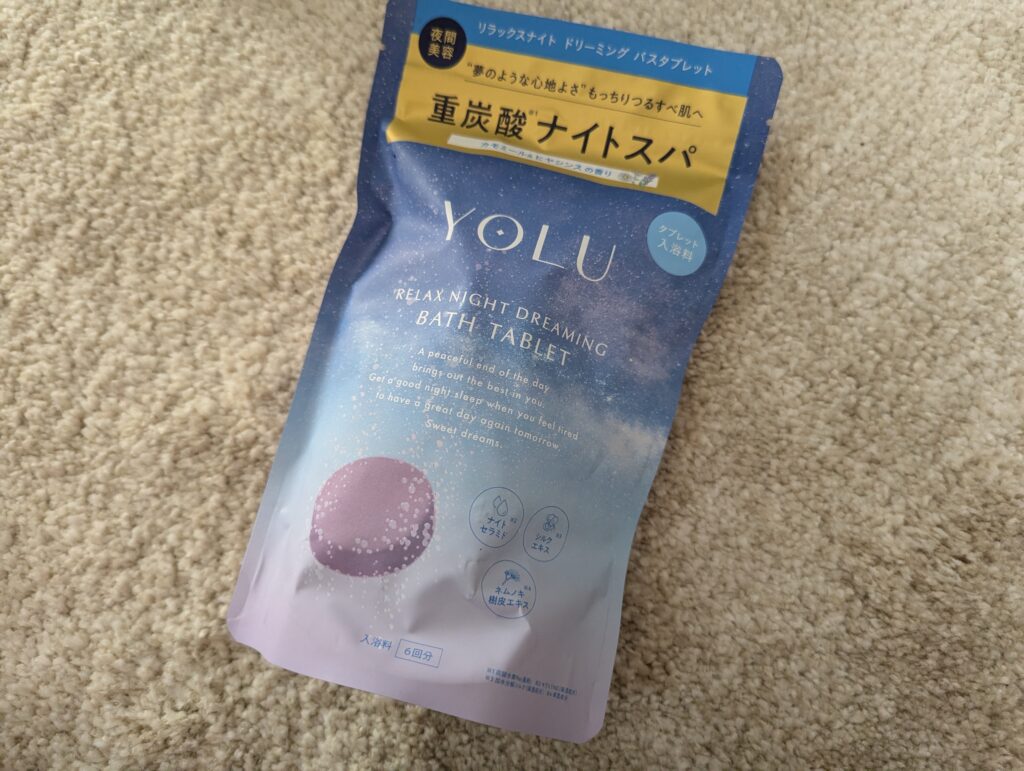 夜間
美容
リラックスナイト ドリーミング バスタブレット
“夢のような心地よさ”もっちりつるすべ肌へ
重炭酸※1ナイトスパ
カモミール&ヒヤシンスの香り
YOLU
タブレット
入浴料
RELAX NIGHT DREAMING
BATH TABLET
A peaceful end of the day
brings out the best in you.
Get a good night sleep when you feel tired
to have a great day again tomorrow.
Sweet dreams.
ナイト※2
セラミド
シルク※3
エキス
ネムノキ※4
樹皮エキス
入浴料 6回分